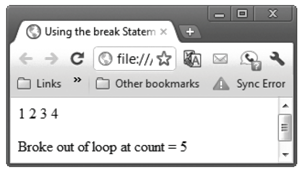 Using the break Statem
file:///
Links » Other bookmarks Sync Error
1 2 3 4
Broke out of loop at count = 5